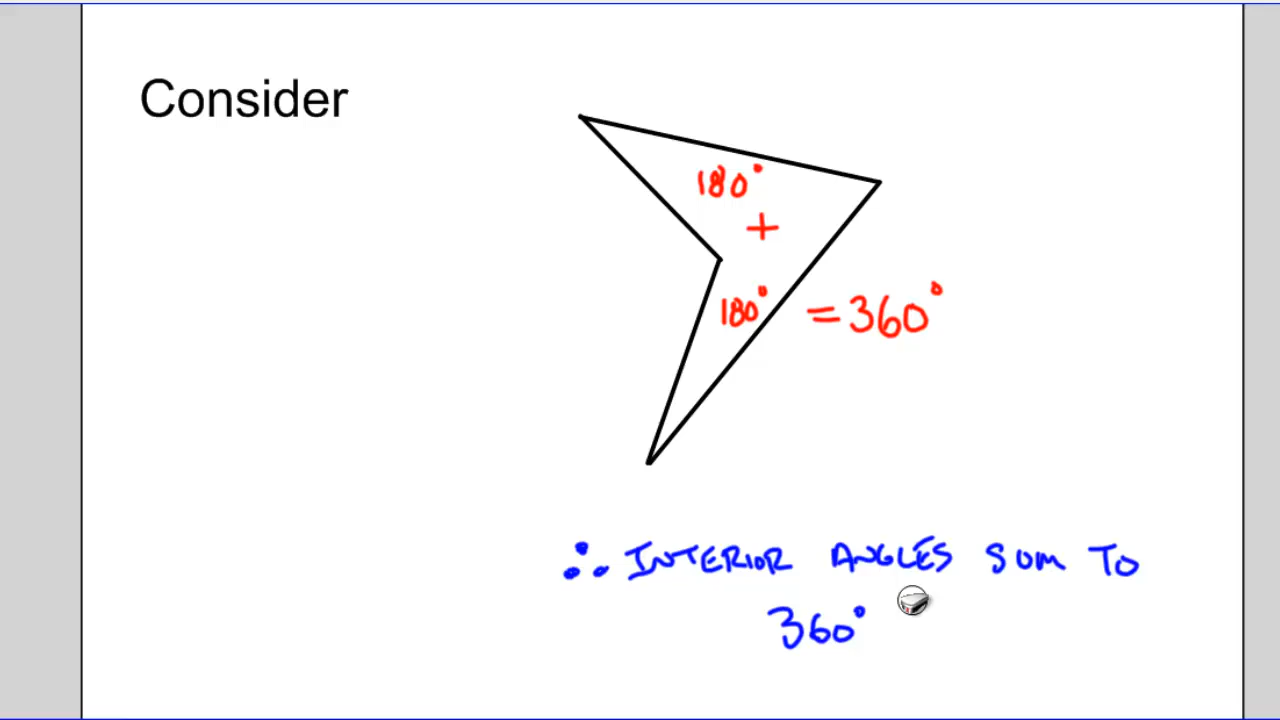 Consider
180°
+
180°
= 360°
∴ INTERIOR ANGLES SUM TO
360°